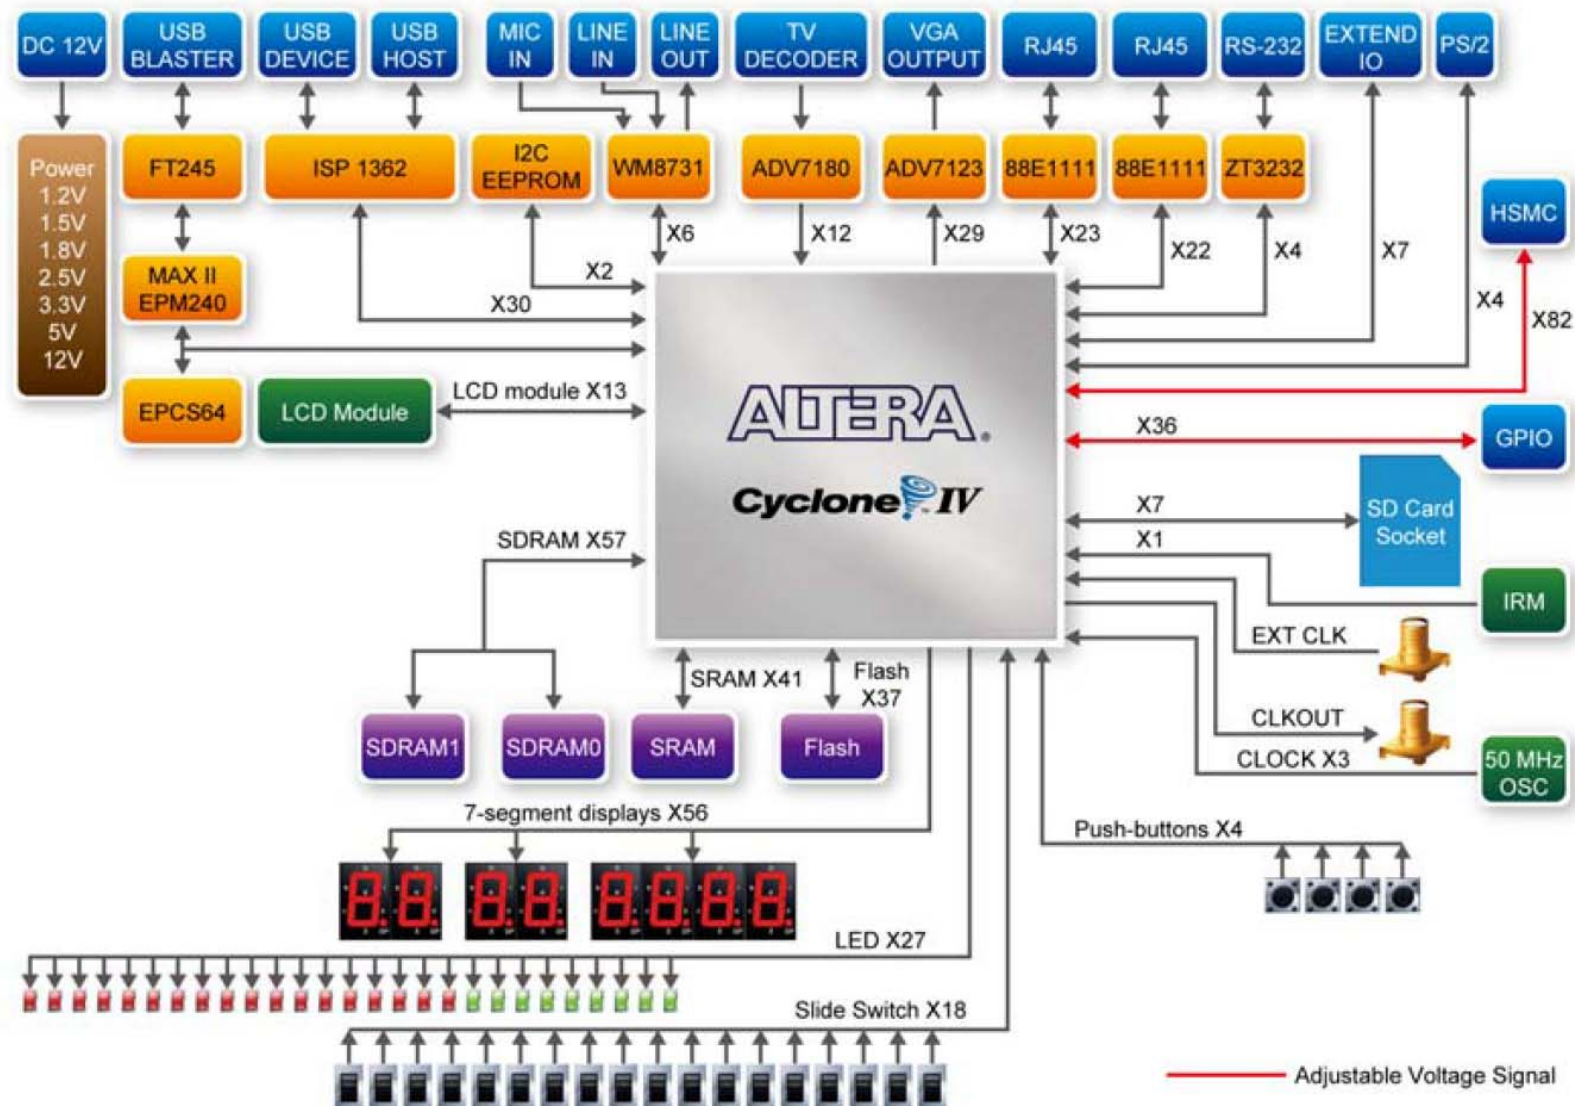 DC 12V
USB
BLASTER
USB
DEVICE
USB
HOST
MIC
IN
LINE
IN
LINE
OUT
TV
DECODER
VGA
OUTPUT
RJ45
RJ45
RS-232
EXTEND
IO
PS/2
Power
1.2V
1.5V
1.8V
2.5V
3.3V
5V
12V
FT245
ISP 1362
I2C
EEPROM
WM8731
ADV7180
ADV7123
88E1111
88E1111
ZT3232
HSMC
X6
X12
X29
X23
X22
X4
X7
X4
X82
MAX II
EPM240
X2
X30
EPCS64
LCD Module
LCD module X13
ALTERA
Cyclone IV
X36
GPIO
X7
SD Card
Socket
X1
IRM
SDRAM X57
EXT CLK
SRAM X41
Flash
X37
SDRAM1
SDRAM0
SRAM
Flash
CLKOUT
CLOCK X3
50 MHz
OSC
7-segment displays X56
Push-buttons X4
LED X27
Slide Switch X18
Adjustable Voltage Signal